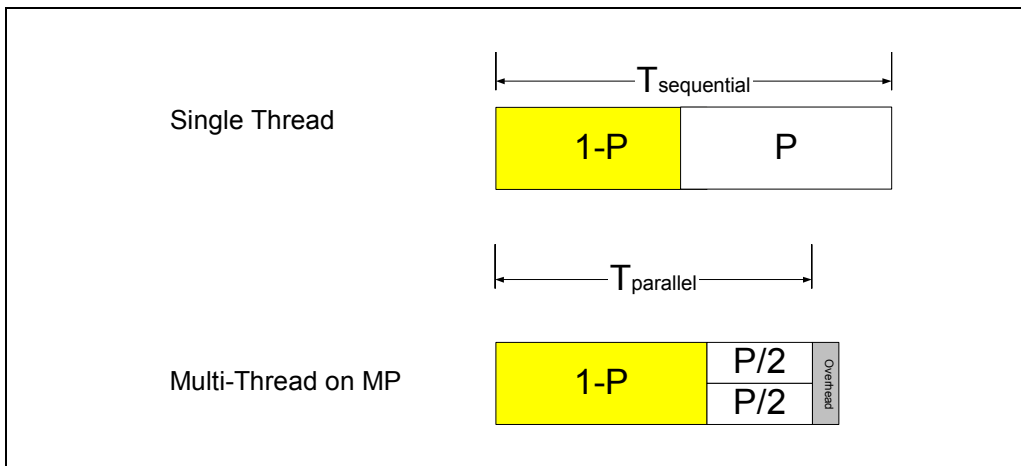 Tsequential
Single Thread
1-P
P
Tparallel
Multi-Thread on MP
1-P
P/2
P/2
Overhead